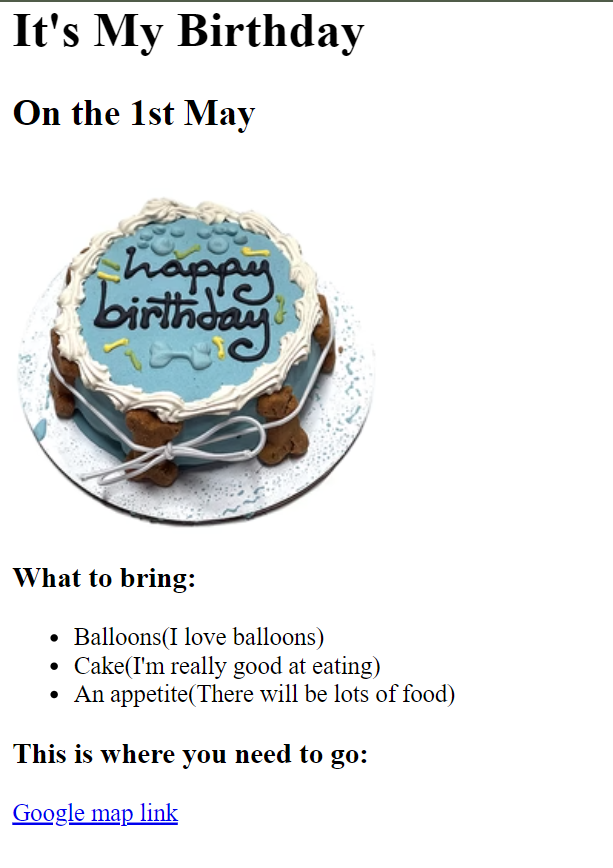 It's My Birthday
On the 1st May
happy
birthday
What to bring:
Balloons(I love balloons)
Cake(I'm really good at eating)
An appetite(There will be lots of food)
This is where you need to go:
Google map link